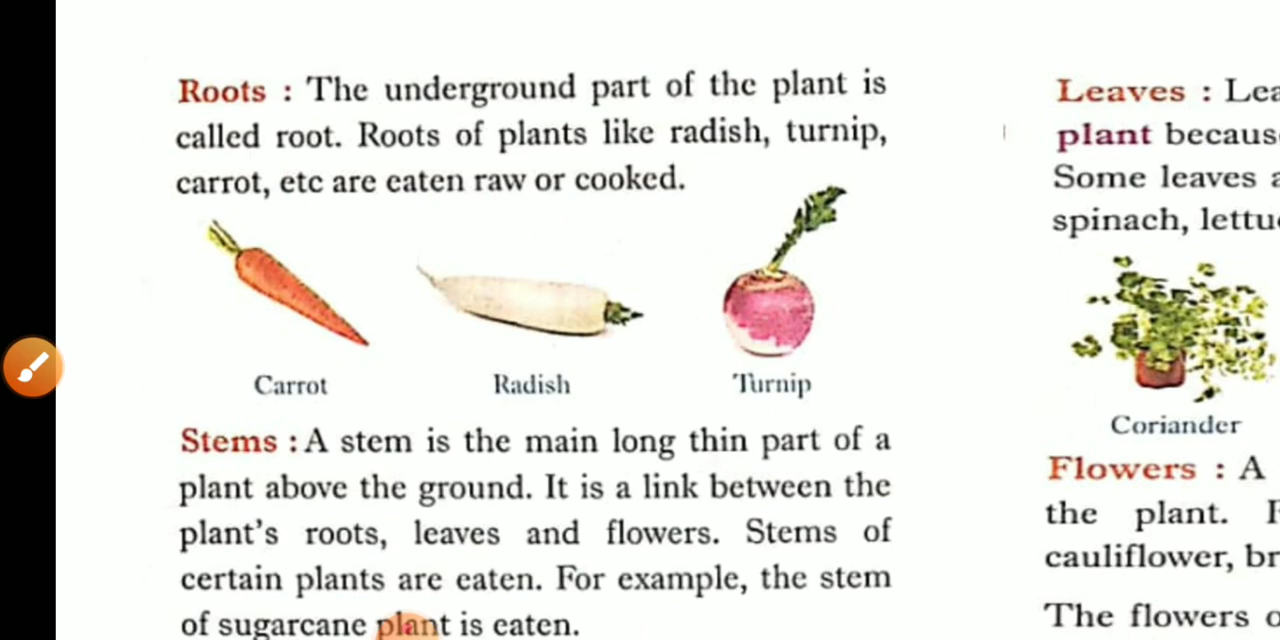 Roots : The underground part of the plant is
called root. Roots of plants like radish, turnip,
carrot, etc are eaten raw or cooked.
Carrot
Radish
Turnip
Stems : A stem is the main long thin part of a
plant above the ground. It is a link between the
plant's roots, leaves and flowers. Stems of
certain plants are eaten. For example, the stem
of sugarcane plant is eaten.
Leaves :
plant
Some leaves
spinach,
Coriander
Flowers : A
the plant.
cauliflower,
The flowers